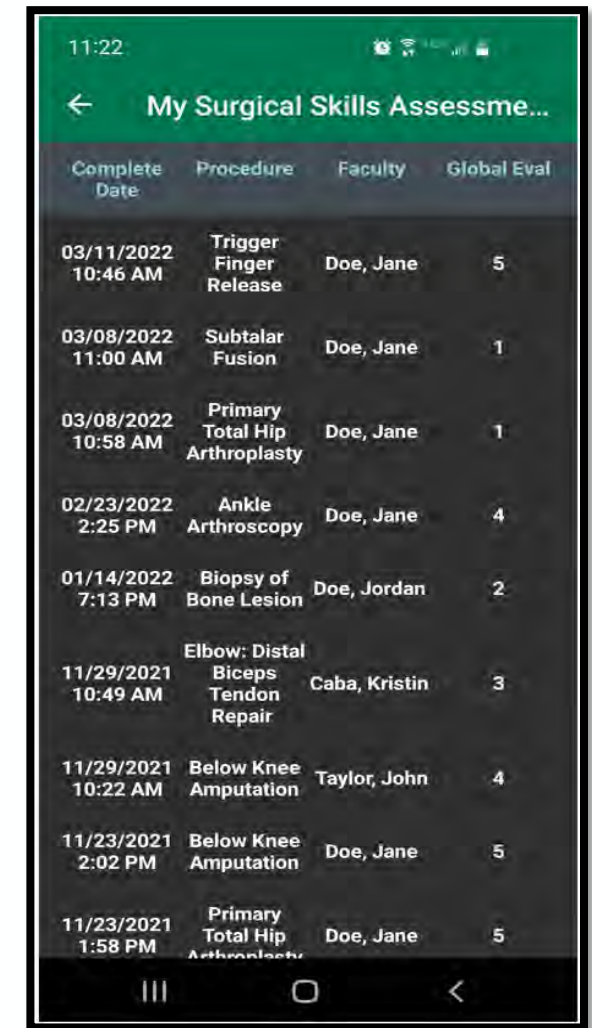 11:22
My Surgical Skills Assessme...
Complete Date Procedure Faculty Global Eval
03/11/2022 10:46 AM Trigger Finger Release Doe, Jane 5
03/08/2022 11:00 AM Subtalar Fusion Doe, Jane 1
03/08/2022 10:58 AM Primary Total Hip Arthroplasty Doe, Jane 1
02/23/2022 2:25 PM Ankle Arthroscopy Doe, Jane 4
01/14/2022 7:13 PM Biopsy of Bone Lesion Doe, Jordan 2
11/29/2021 10:49 AM Elbow: Distal Biceps Tendon Repair Caba, Kristin 3
11/29/2021 10:22 AM Below Knee Amputation Taylor, John 4
11/23/2021 2:02 PM Below Knee Amputation Doe, Jane 5
11/23/2021 1:58 PM Primary Total Hip Arthroplasty Doe, Jane 5